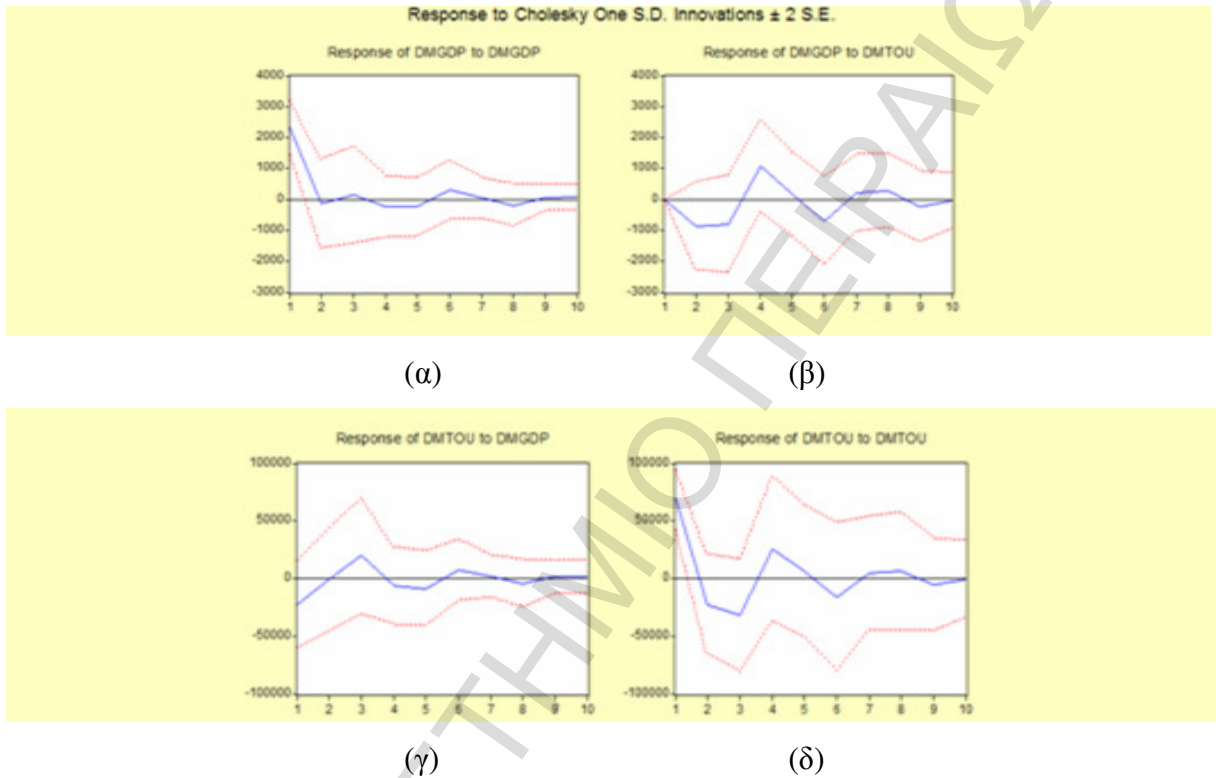 Response to Cholesky One S.D. Innovations ± 2 S.E.
Response of DMGDP to DMGDP
Response of DMGDP to DMTOU
4000
3000
2000
1000
0
-1000
-2000
-3000
1 2 3 4 5 6 7 8 9 10
4000
3000
2000
1000
0
-1000
-2000
-3000
1 2 3 4 5 6 7 8 9 10
(α)
(β)
Response of DMTOU to DMGDP
Response of DMTOU to DMTOU
100000
50000
0
-50000
-100000
1 2 3 4 5 6 7 8 9 10
100000
50000
0
-50000
-100000
1 2 3 4 5 6 7 8 9 10
(γ)
(δ)
ΤΗΜΙΟ ΠΕΙΡΑΙΩ